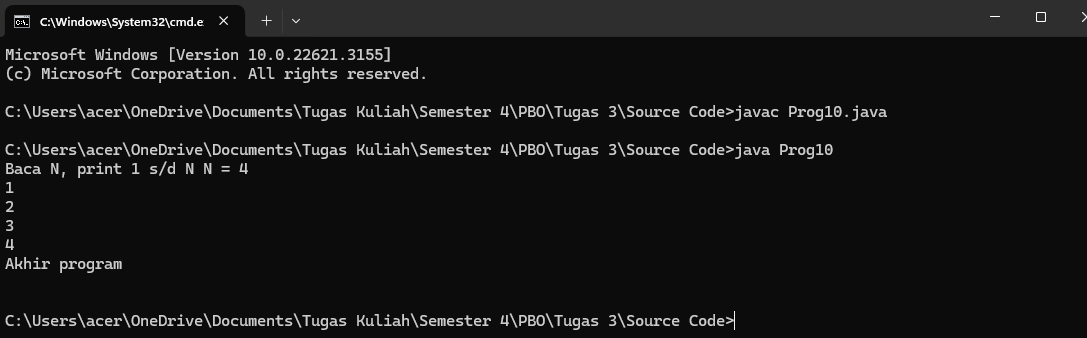 C:\Windows\System32\cmd.e:
Microsoft Windows [Version 10.0.22621.3155]
(c) Microsoft Corporation. All rights reserved.
C:\Users\acer\OneDrive\Documents\Tugas Kuliah\Semester 4\PBO\Tugas 3\Source Code>javac Prog10.java
C:\Users\acer\OneDrive\Documents\Tugas Kuliah\Semester 4\PBO\Tugas 3\Source Code>java Prog10
Baca N, print 1 s/d N N = 4
1
2
3
4
Akhir program
C:\Users\acer\OneDrive\Documents\Tugas Kuliah\Semester 4\PBO\Tugas 3\Source Code>